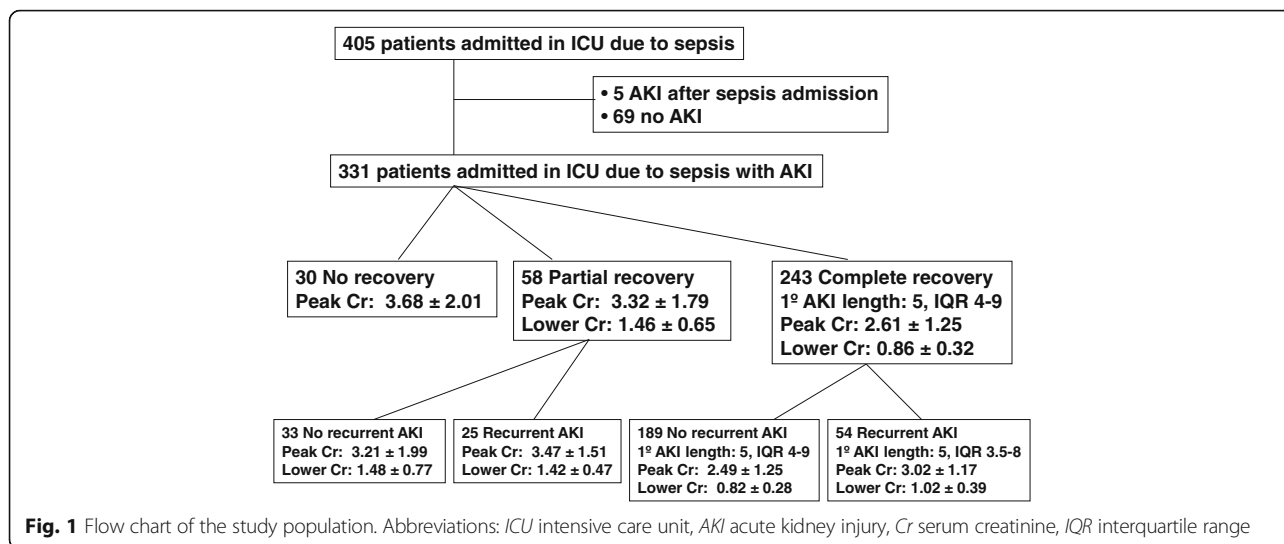 405 patients admitted in ICU due to sepsis
• 5 AKI after sepsis admission
• 69 no AKI
331 patients admitted in ICU due to sepsis with AKI
30 No recovery
Peak Cr: 3.68 ± 2.01
58 Partial recovery
Peak Cr: 3.32 ± 1.79
Lower Cr: 1.46 ± 0.65
243 Complete recovery
1º AKI length: 5, IQR 4-9
Peak Cr: 2.61 ± 1.25
Lower Cr: 0.86 ± 0.32
33 No recurrent AKI
Peak Cr: 3.21 ± 1.99
Lower Cr: 1.48 ± 0.77
25 Recurrent AKI
Peak Cr: 3.47 ± 1.51
Lower Cr: 1.42 ± 0.47
189 No recurrent AKI
1º AKI length: 5, IQR 4-9
Peak Cr: 2.49 ± 1.25
Lower Cr: 0.82 ± 0.28
54 Recurrent AKI
1º AKI length: 5, IQR 3.5-8
Peak Cr: 3.02 ± 1.17
Lower Cr: 1.02 ± 0.39
Fig. 1 Flow chart of the study population. Abbreviations: ICU intensive care unit, AKI acute kidney injury, Cr serum creatinine, IQR interquartile range